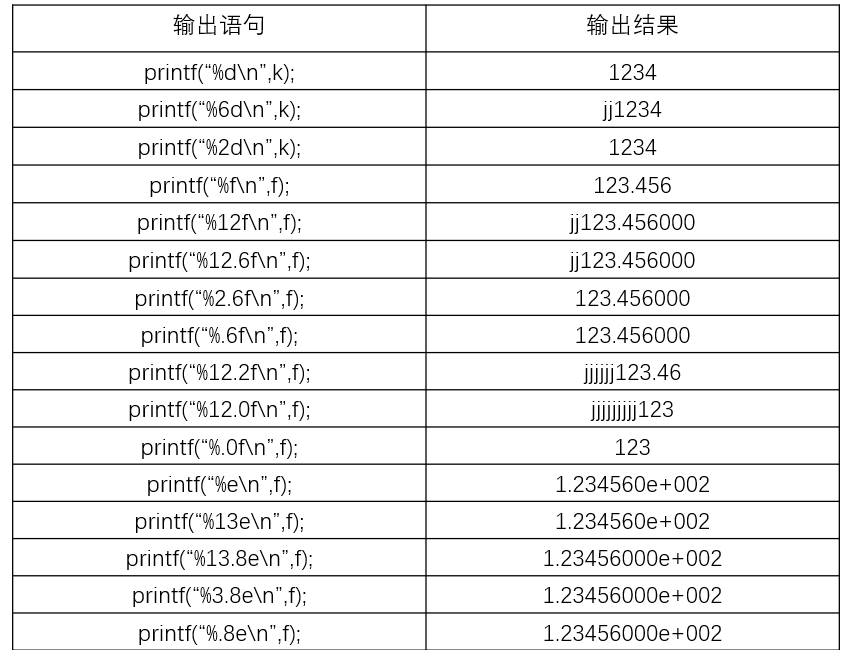 输出语句 输出结果
printf(“%d\n”,k); 1234
printf(“%6d\n”,k); jj1234
printf(“%2d\n”,k); 1234
printf(“%f\n”,f); 123.456
printf(“%12f\n”,f); jj123.456000
printf(“%12.6f\n”,f); jj123.456000
printf(“%2.6f\n”,f); 123.456000
printf(“%.6f\n”,f); 123.456000
printf(“%12.2f\n”,f); jjjjjj123.46
printf(“%12.0f\n”,f); jjjjjjjjj123
printf(“%.0f\n”,f); 123
printf(“%e\n”,f); 1.234560e+002
printf(“%13e\n”,f); 1.234560e+002
printf(“%13.8e\n”,f); 1.23456000e+002
printf(“%3.8e\n”,f); 1.23456000e+002
printf(“%.8e\n”,f); 1.23456000e+002